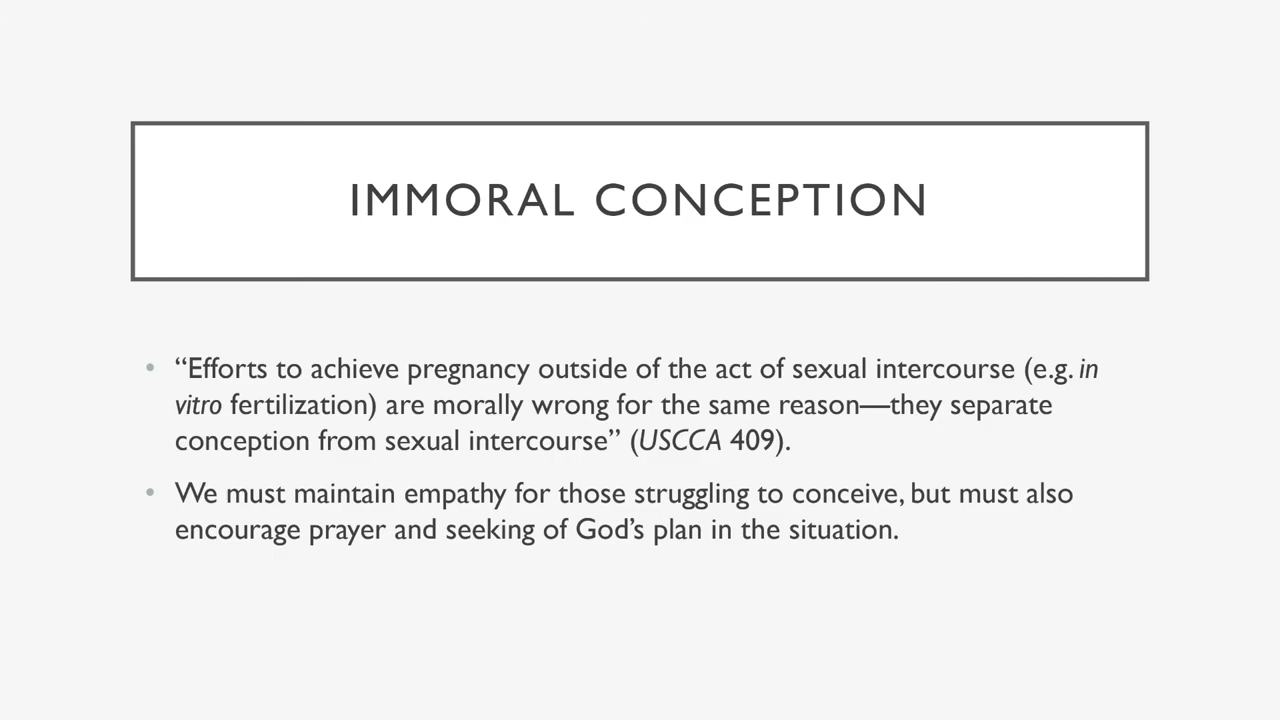 IMMORAL CONCEPTION
• “Efforts to achieve pregnancy outside of the act of sexual intercourse (e.g. in
vitro fertilization) are morally wrong for the same reason—they separate
conception from sexual intercourse” (USCCA 409).
• We must maintain empathy for those struggling to conceive, but must also
encourage prayer and seeking of God’s plan in the situation.